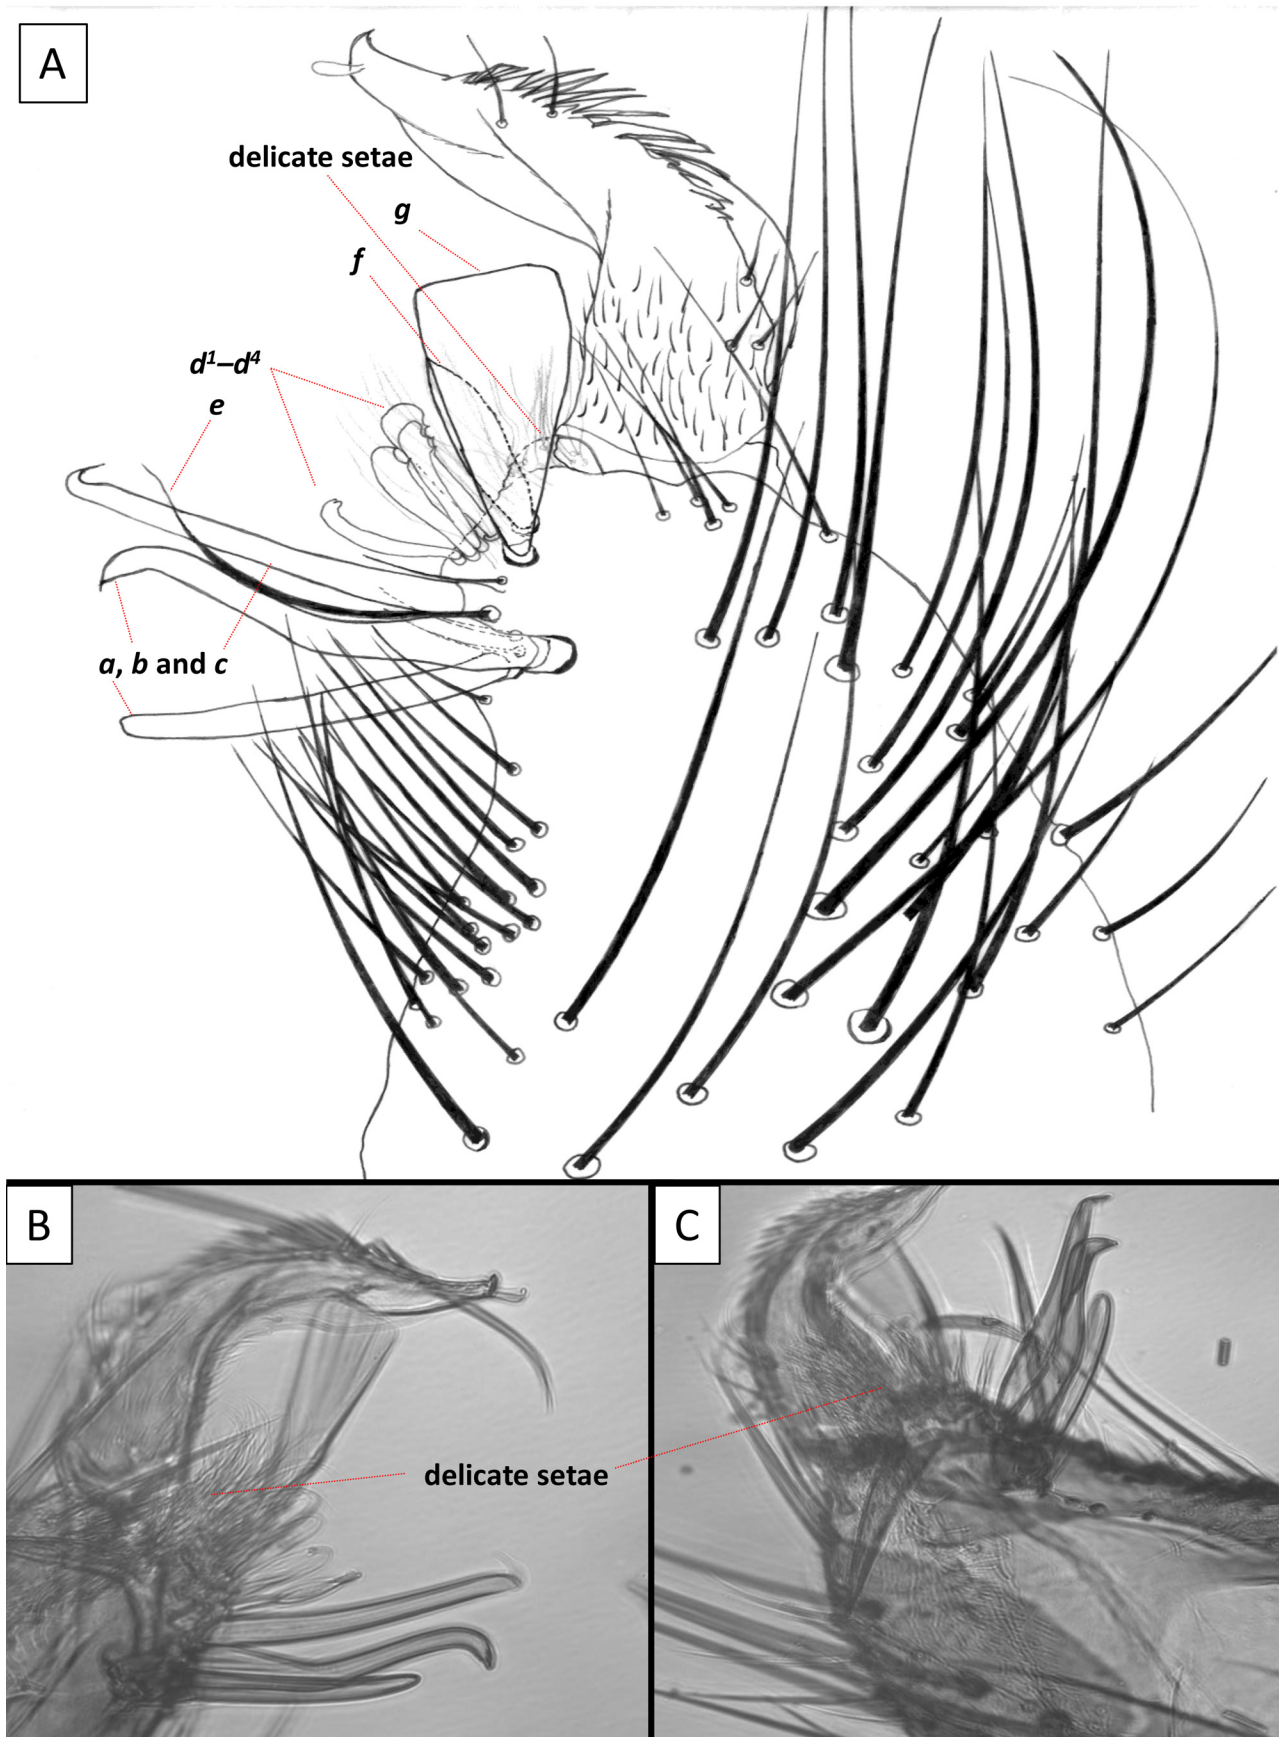 A
delicate setae
g
f
d¹–d⁴
e
a, b and c
B
C
delicate setae